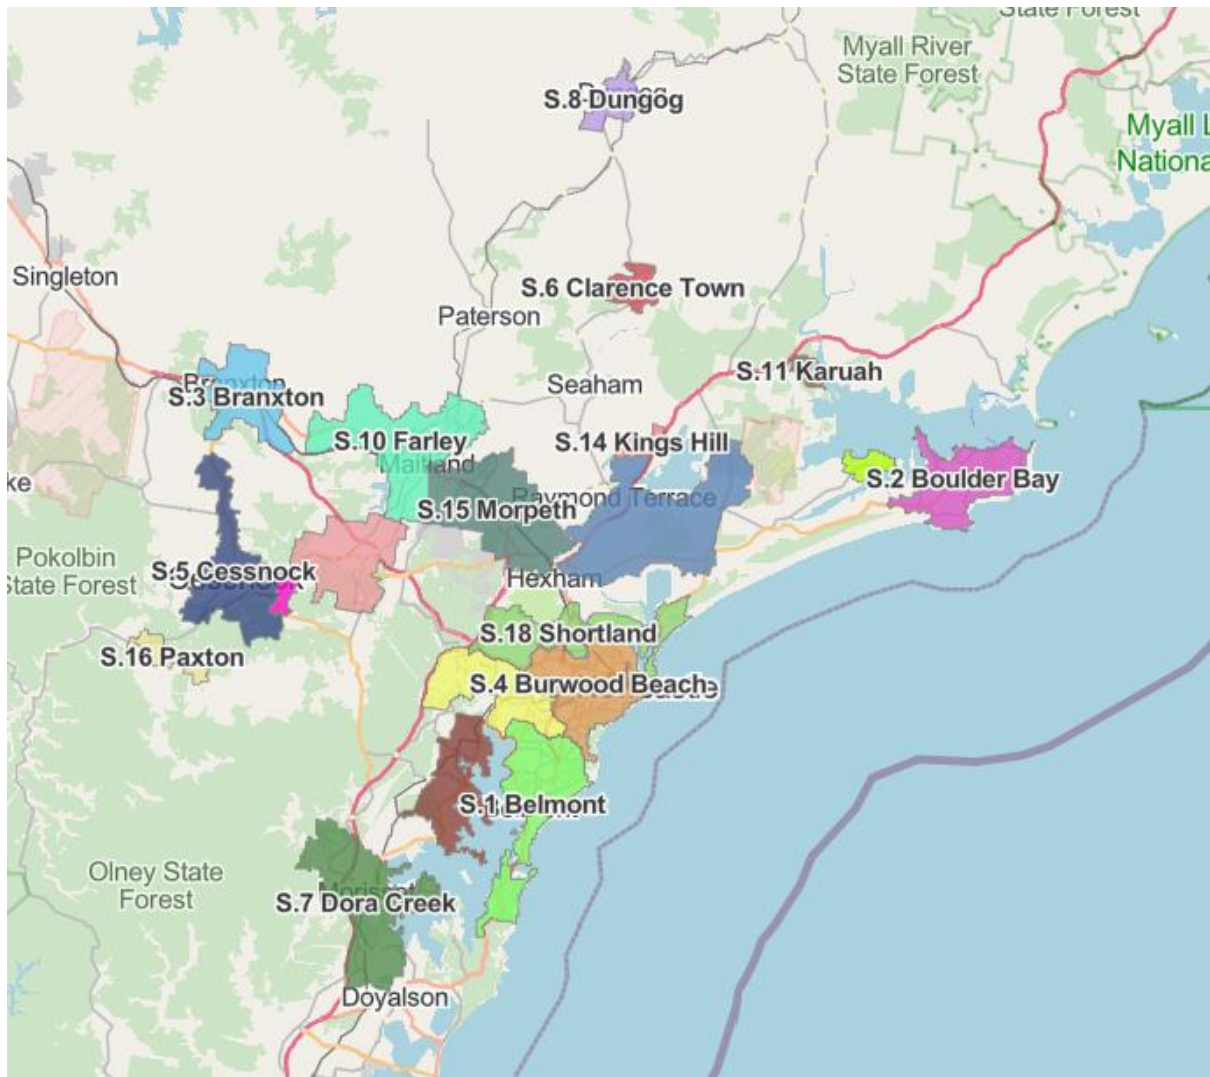 State Forest
Myall River
State Forest
S.8 Dungog
Myall L
Nationa
Singleton
S.6 Clarence Town
Paterson
S.11 Karuah
Seaham
Branxton
S.3 Branxton
S.10 Farley
S.14 Kings Hill
Maitland
ke
S.2 Boulder Bay
Raymond Terrace
S.15 Morpeth
Pokolbin
State Forest
S.5 Cessnock
Hexham
S.18 Shortland
S.16 Paxton
S.4 Burwood Beach
S.1 Belmont
Olney State
Forest
Morisset
S.7 Dora Creek
Doyalson